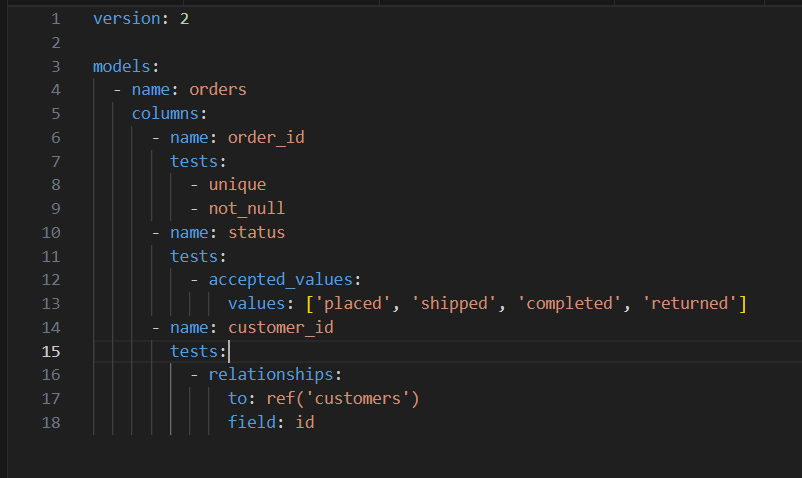 1 version: 2
2
3 models:
4   - name: orders
5     columns:
6       - name: order_id
7         tests:
8           - unique
9           - not_null
10       - name: status
11         tests:
12           - accepted_values:
13               values: ['placed', 'shipped', 'completed', 'returned']
14       - name: customer_id
15         tests:
16           - relationships:
17               to: ref('customers')
18               field: id